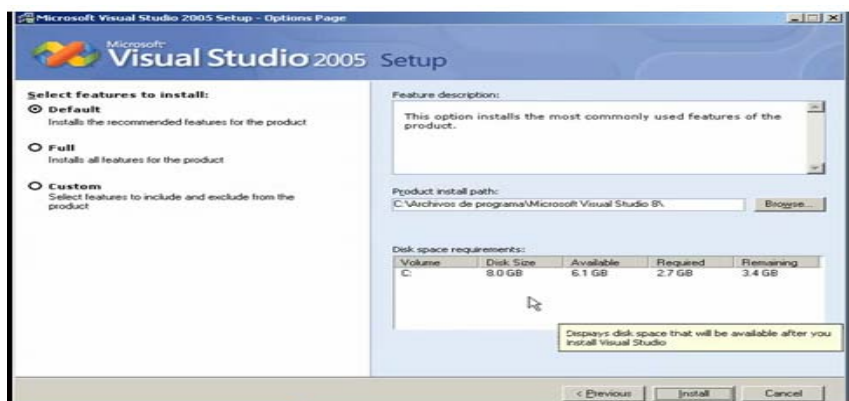 Microsoft Visual Studio 2005 Setup - Options Page
Microsoft
Visual Studio 2005 Setup
Select features to install:
Default
Installs the recommended features for the product
Full
Installs all features for the product
Custom
Select features to include and exclude from the
product
Feature description:
This option installs the most commonly used features of the
product.
Product install path:
C:\Archivos de programa\Microsoft Visual Studio 8\
Browse...
Disk space requirements:
Volume Disk Size Available Required Remaining
C: 8.0 GB 6.1 GB 2.7 GB 3.4 GB
Displays disk space that will be available after you
install Visual Studio
< Previous Install Cancel